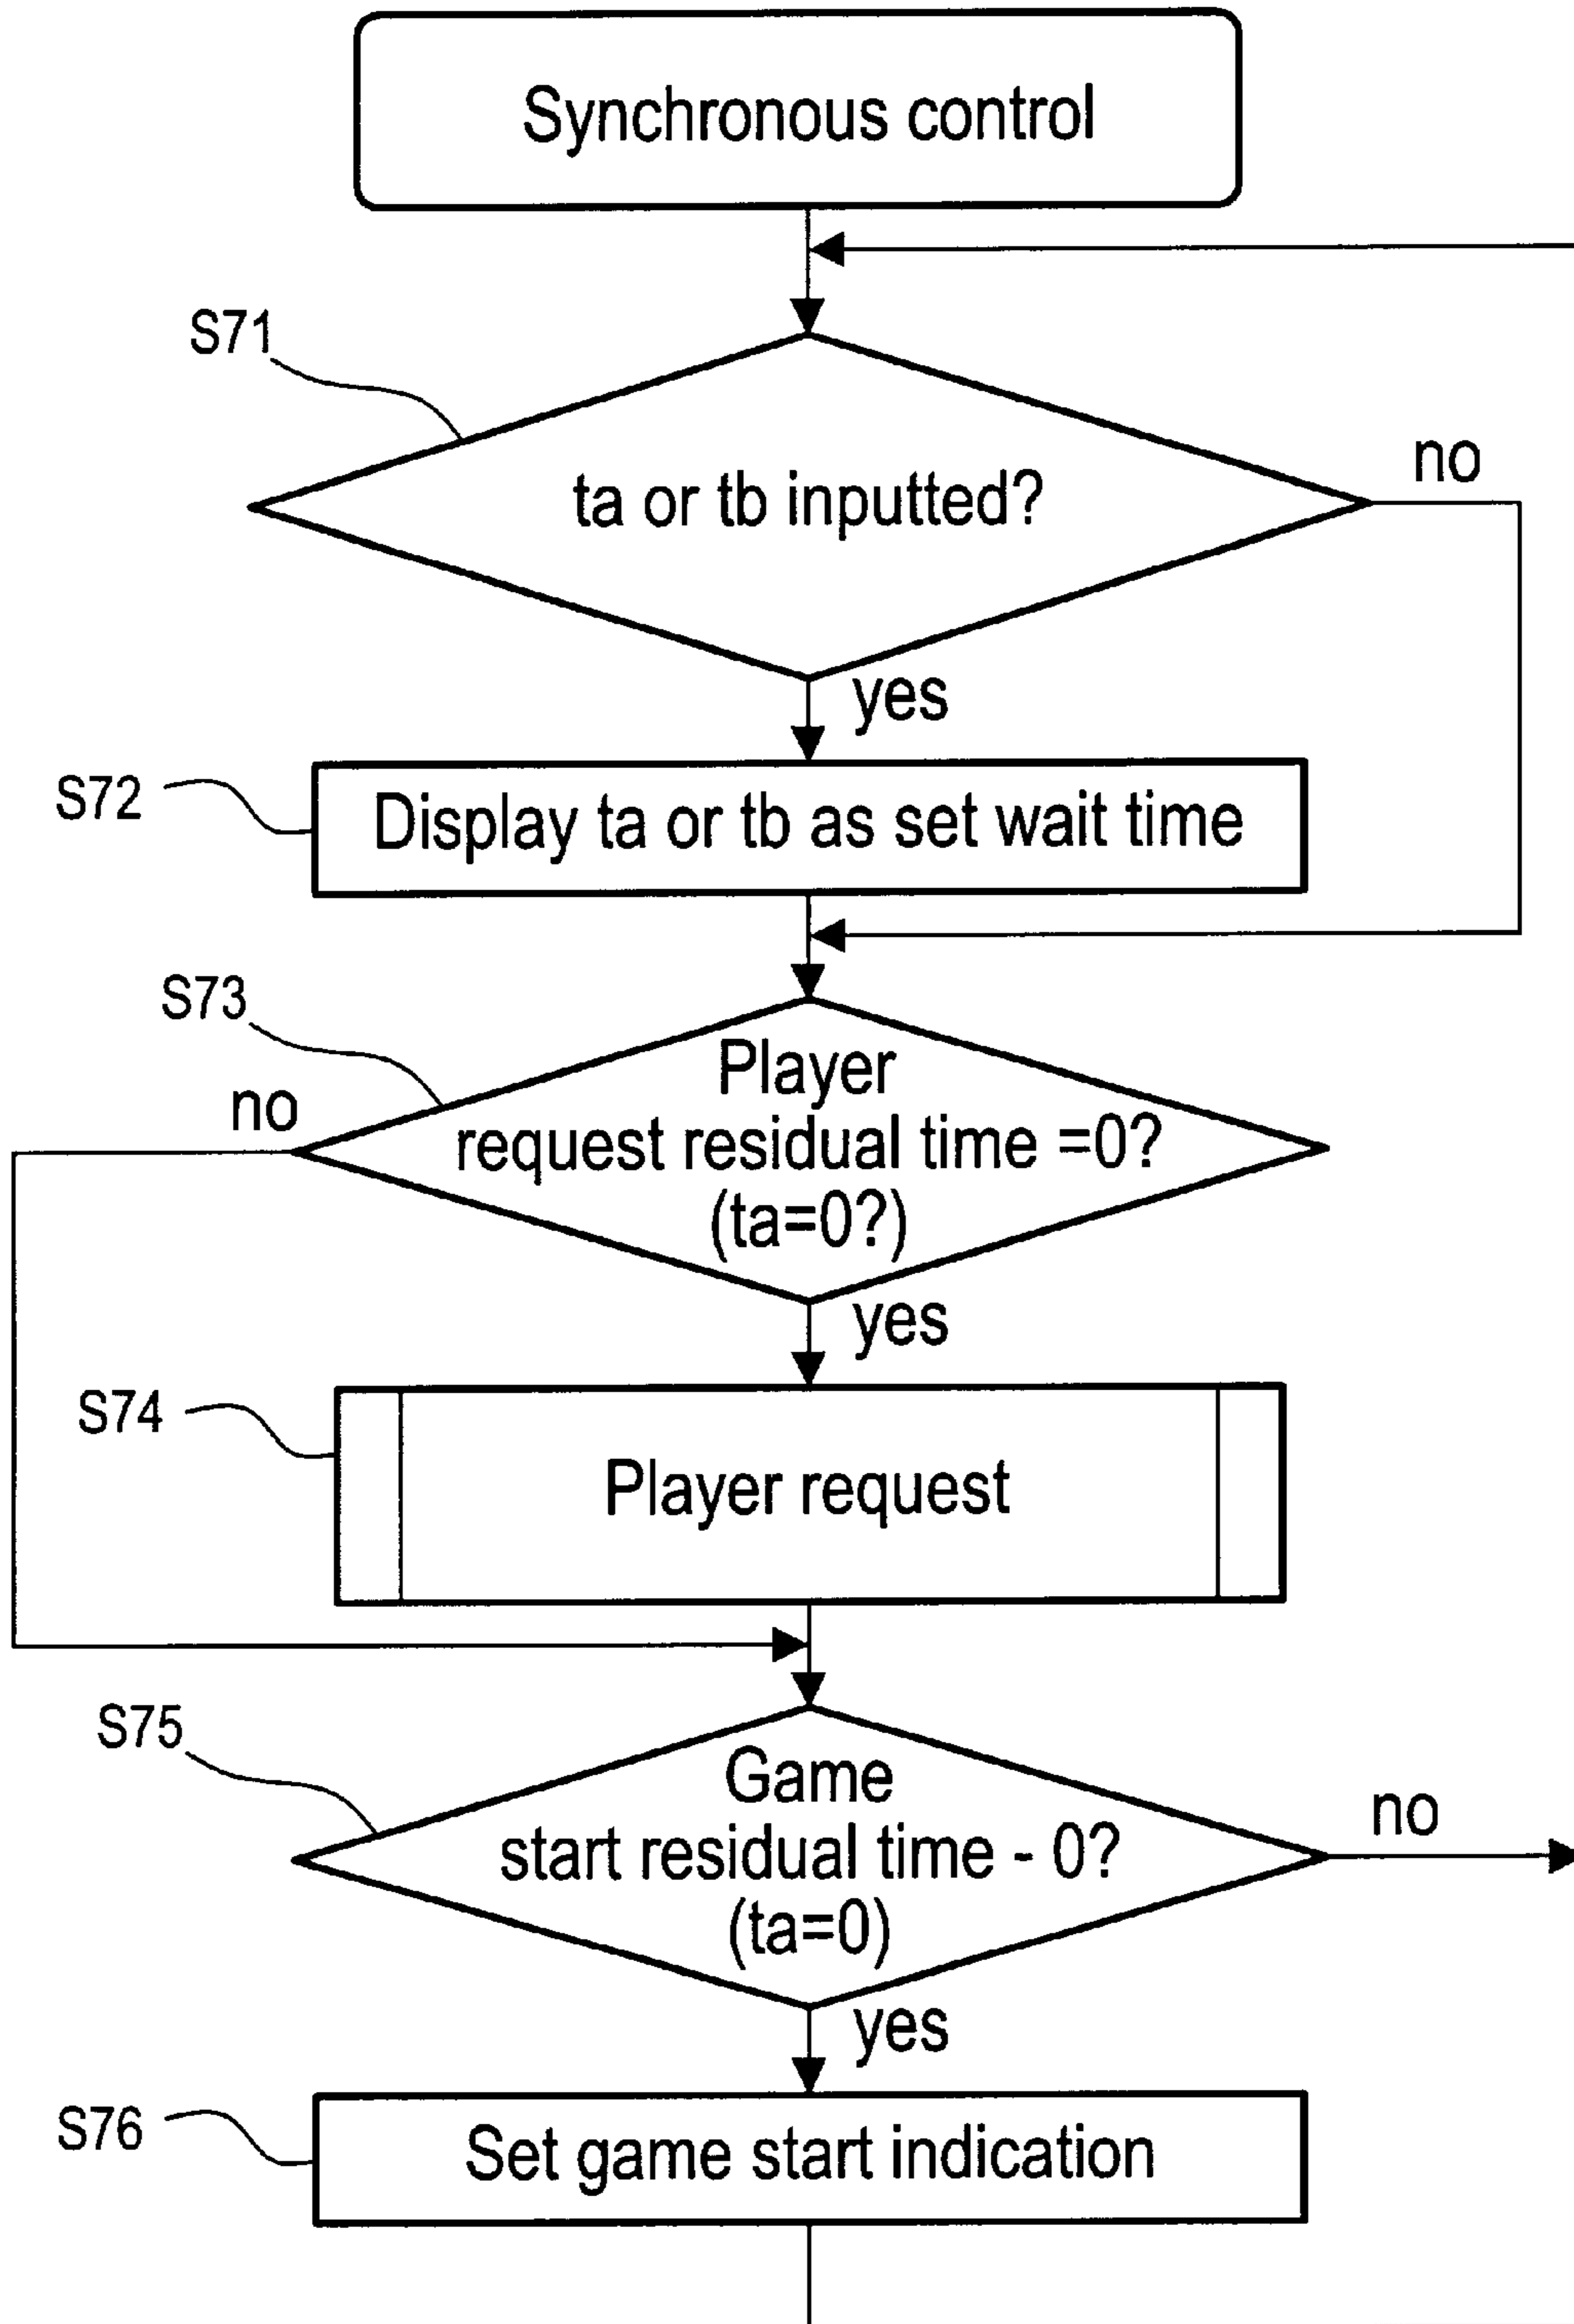 Synchronous control
S71
ta or tb inputted?
no
yes
S72
Display ta or tb as set wait time
S73
no
Player
request residual time =0?
(ta=0?)
yes
S74
Player request
S75
Game
start residual time - 0?
(ta=0)
no
yes
S76
Set game start indication